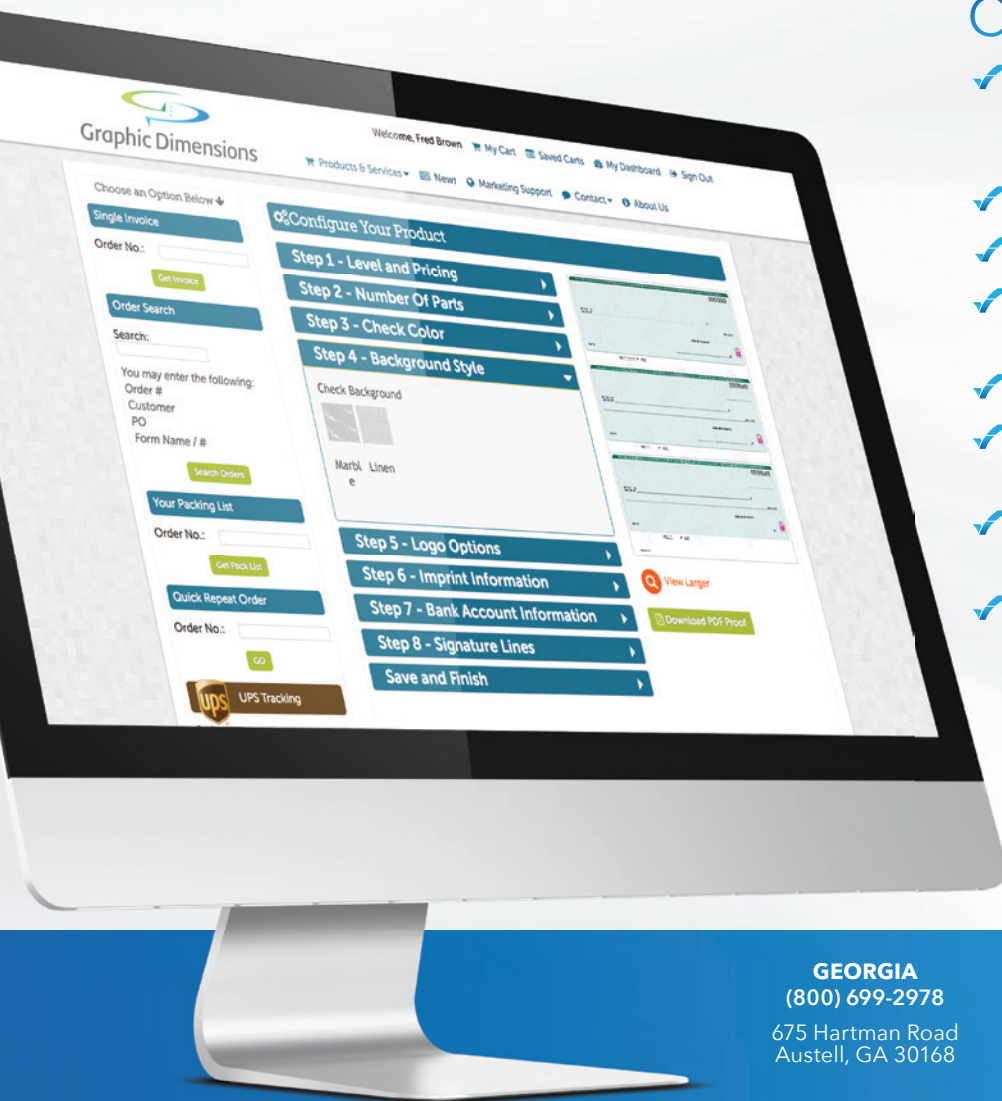 C
Graphic Dimensions
Welcome, Fred Brown My Cart Saved Carts My Dashboard Sign Out
Products & Services News Marketing Support Contact About Us
Choose an Option Below
Single Invoice
Order No.:
Get Invoice
Order Search
Search:
You may enter the following:
Order #
Customer
PO
Form Name / #
Search Orders
Your Packing List
Order No.:
Get Pack List
Quick Repeat Order
Order No.:
GO
UPS UPS Tracking
Configure Your Product
Step 1 - Level and Pricing
Step 2 - Number Of Parts
Step 3 - Check Color
Step 4 - Background Style
Check Background
Marbl Linen
e
Step 5 - Logo Options
Step 6 - Imprint Information
Step 7 - Bank Account Information
Step 8 - Signature Lines
Save and Finish
View Larger
Download PDF Proof
GEORGIA
(800) 699-2978
675 Hartman Road
Austell, GA 30168